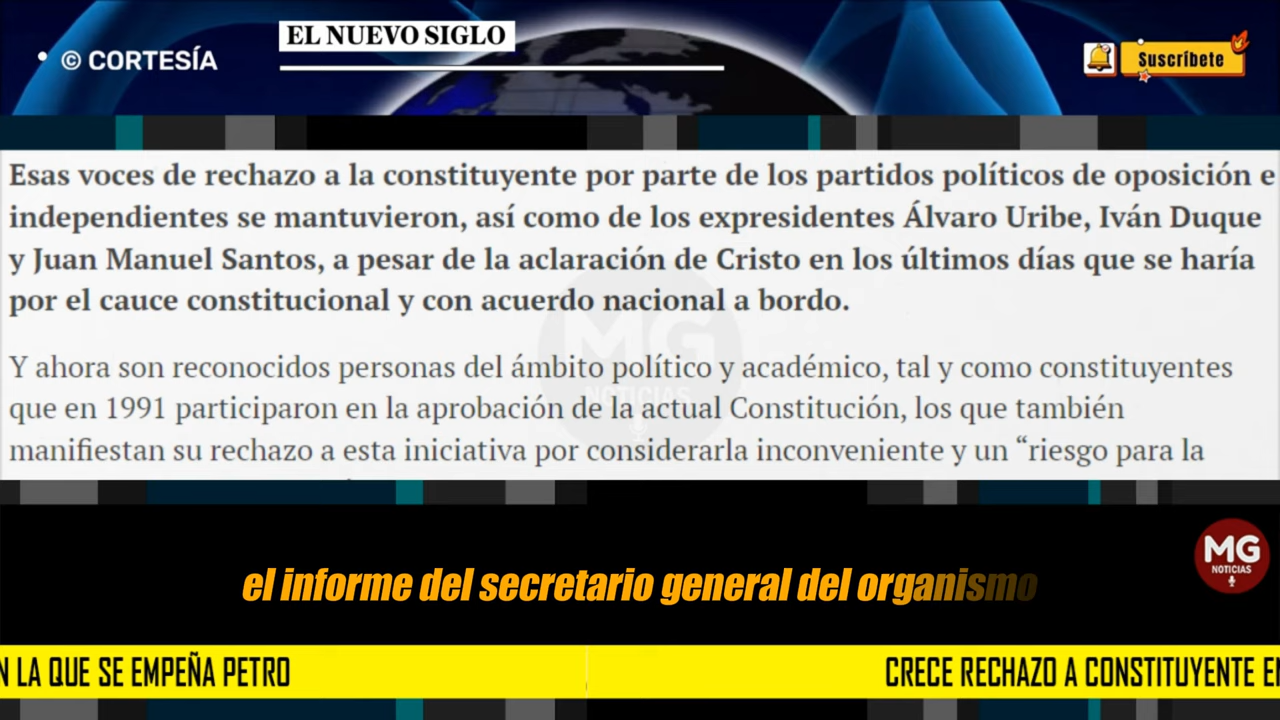 © CORTESÍA
EL NUEVO SIGLO
Suscríbete
Esas voces de rechazo a la constituyente por parte de los partidos políticos de oposición e
independientes se mantuvieron, así como de los expresidentes Álvaro Uribe, Iván Duque
y Juan Manuel Santos, a pesar de la aclaración de Cristo en los últimos días que se haría
por el cauce constitucional y con acuerdo nacional a bordo.
Y ahora son reconocidos personas del ámbito político y académico, tal y como constituyentes
que en 1991 participaron en la aprobación de la actual Constitución, los que también
manifiestan su rechazo a esta iniciativa por considerarla inconveniente y un “riesgo para la
MG
NOTICIAS
el informe del secretario general del organismo
MG
NOTICIAS
N LA QUE SE EMPEÑA PETRO
CRECE RECHAZO A CONSTITUYENTE E